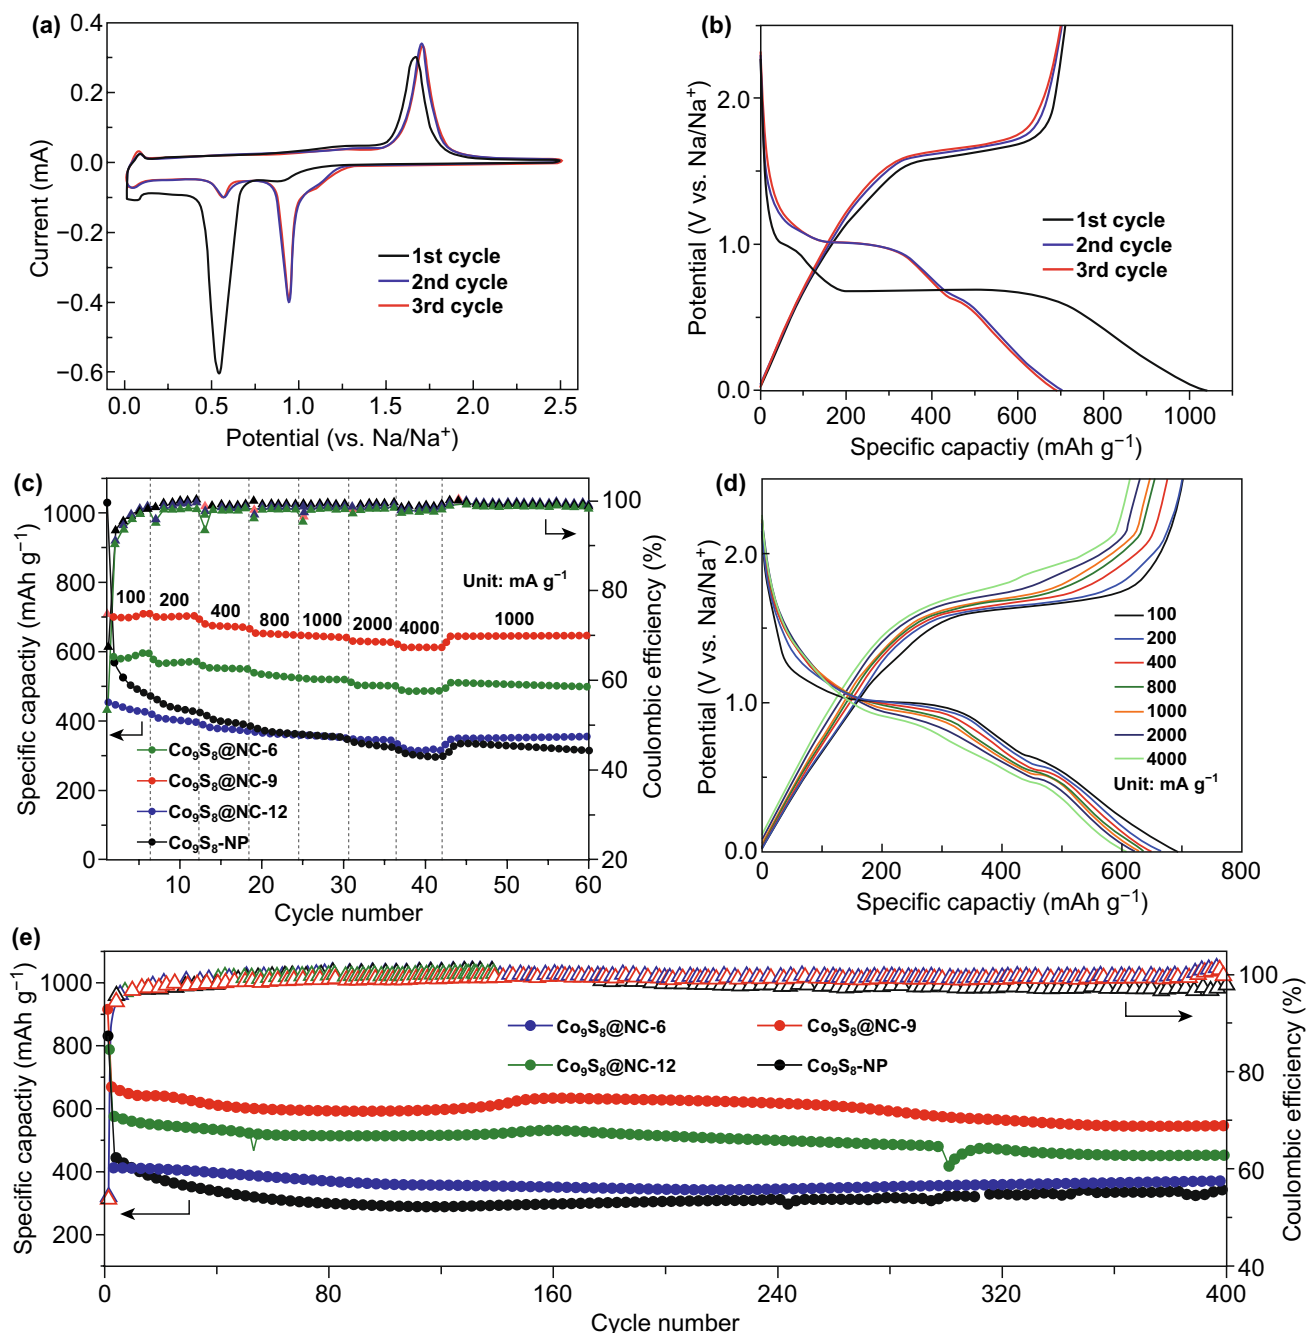 (a)
0.4
0.2
0.0
−0.2
−0.4
−0.6
Current (mA)
1st cycle
2nd cycle
3rd cycle
0.0 0.5 1.0 1.5 2.0 2.5
Potential (vs. Na/Na⁺)
(b)
2.0
1.0
0.0
Potential (V vs. Na/Na⁺)
1st cycle
2nd cycle
3rd cycle
0 200 400 600 800 1000
Specific capactiy (mAh g⁻¹)
(c)
1000
800
600
400
200
0
Specific capactiy (mAh g⁻¹)
Unit: mA g⁻¹
100 200 400 800 1000 2000 4000 1000
Co₉S₈@NC-6
Co₉S₈@NC-9
Co₉S₈@NC-12
Co₉S₈-NP
100
80
60
40
20
Coulombic efficiency (%)
10 20 30 40 50 60
Cycle number
(d)
2.0
1.0
0.0
Potential (V vs. Na/Na⁺)
100
200
400
800
1000
2000
4000
Unit: mA g⁻¹
0 200 400 600 800
Specific capactiy (mAh g⁻¹)
(e)
1000
800
600
400
200
Specific capactiy (mAh g⁻¹)
Co₉S₈@NC-6 Co₉S₈@NC-9
Co₉S₈@NC-12 Co₉S₈-NP
100
80
60
40
Coulombic efficiency (%)
0 80 160 240 320 400
Cycle number